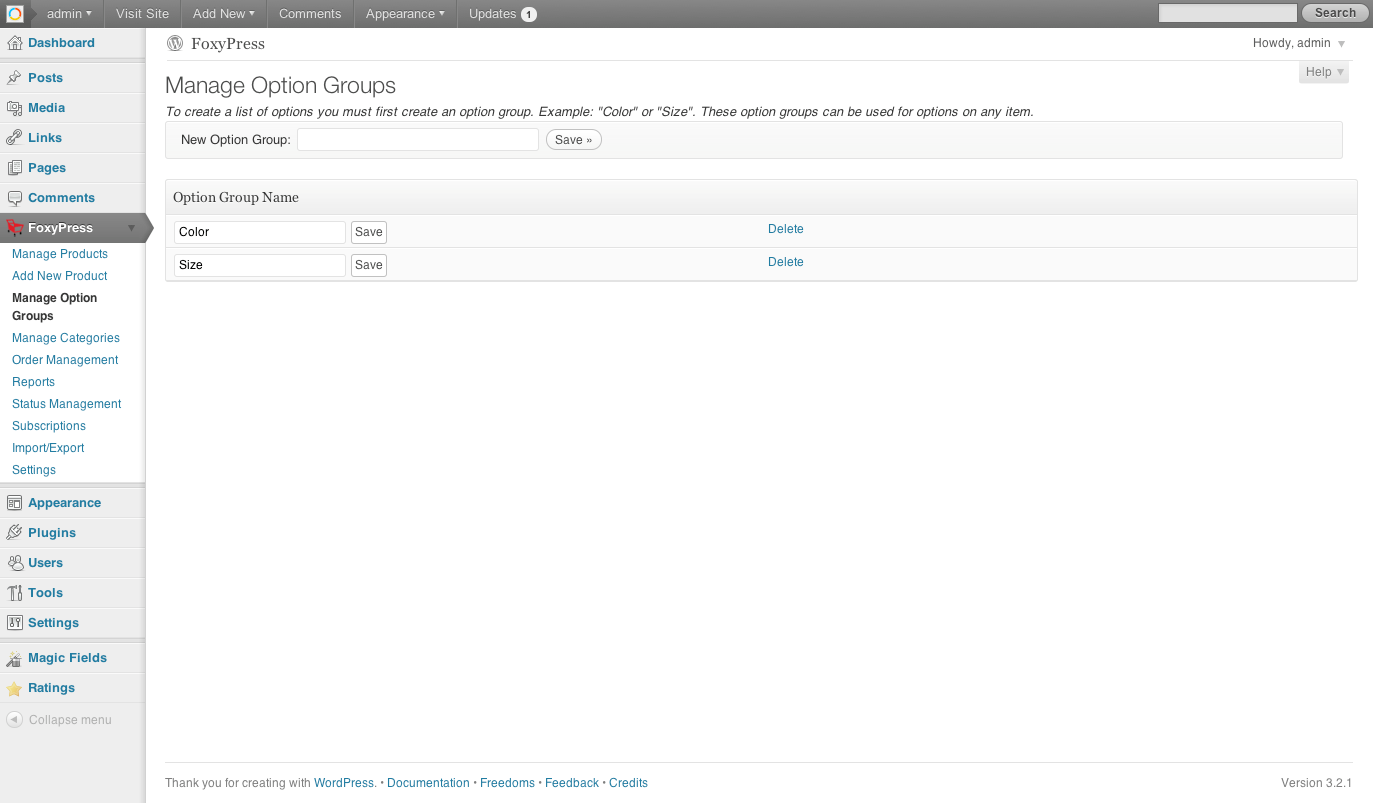 admin Visit Site Add New Comments Appearance Updates 1 Search
Dashboard
Posts
Media
Links
Pages
Comments
FoxyPress
Manage Products
Add New Product
Manage Option
Groups
Manage Categories
Order Management
Reports
Status Management
Subscriptions
Import/Export
Settings
Appearance
Plugins
Users
Tools
Settings
Magic Fields
Ratings
Collapse menu
FoxyPress Howdy, admin
Help
Manage Option Groups
To create a list of options you must first create an option group. Example: "Color" or "Size". These option groups can be used for options on any item.
New Option Group: Save »
Option Group Name
Color Save Delete
Size Save Delete
Thank you for creating with WordPress. • Documentation • Freedoms • Feedback • Credits Version 3.2.1